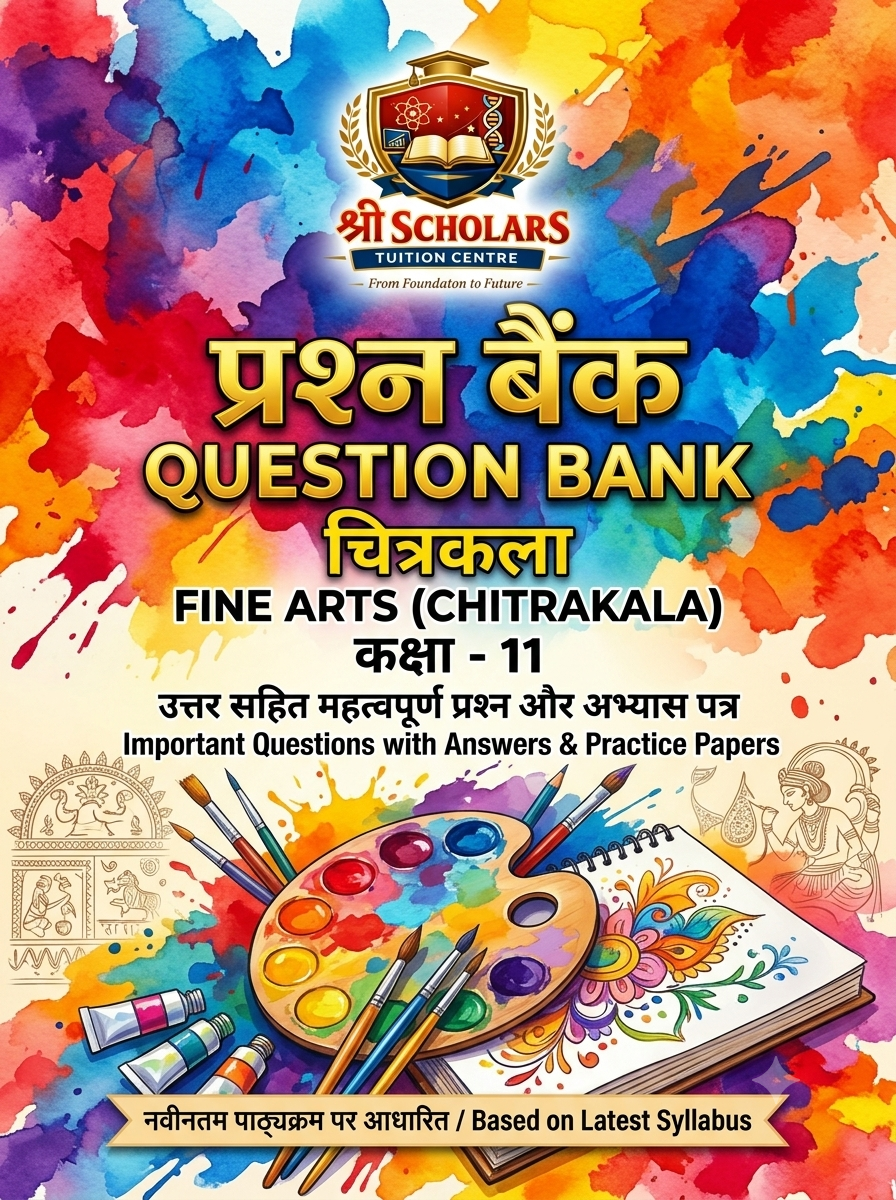 श्री SCHOLARS
TUITION CENTRE
From Foundaton to Future
प्रश्न बैंक
QUESTION BANK
चित्रकला
FINE ARTS (CHITRAKALA)
कक्षा - 11
उत्तर सहित महत्वपूर्ण प्रश्न और अभ्यास पत्र
Important Questions with Answers & Practice Papers
नवीनतम पाठ्यक्रम पर आधारित / Based on Latest Syllabus